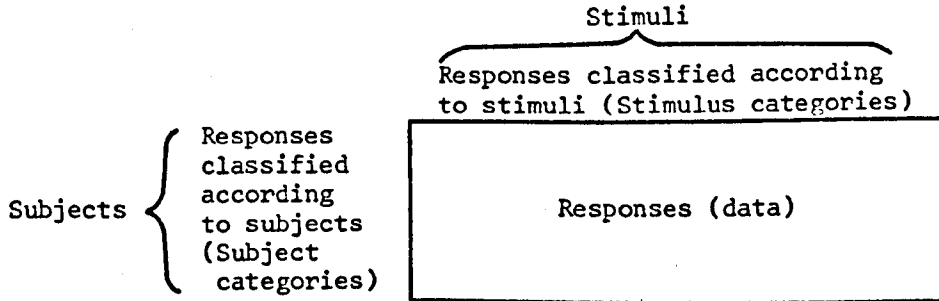 Stimuli
Responses classified according
to stimuli (Stimulus categories)
Subjects
Responses
classified
according
to subjects
(Subject
categories)
Responses (data)